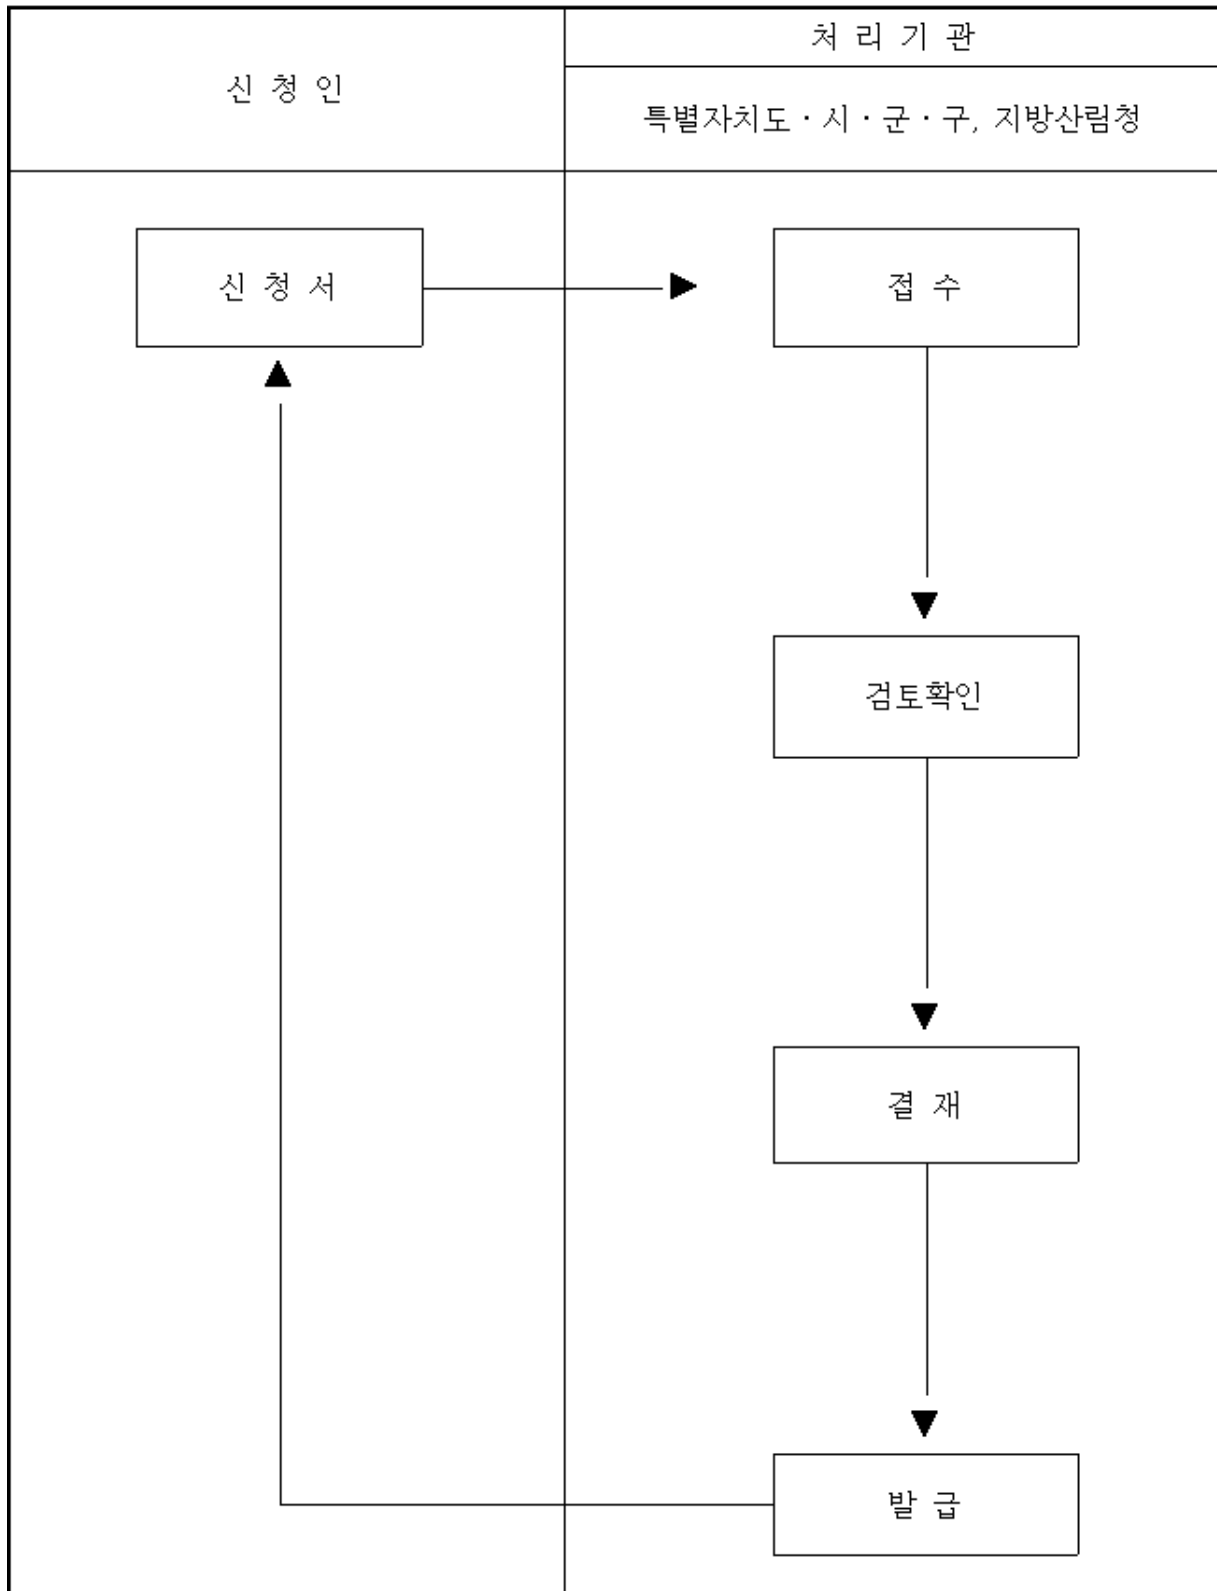 신 청 인
처 리 기 관
특별자치도 · 시 · 군 · 구, 지방산림청
신 청 서
접 수
검토확인
결 재
발 급